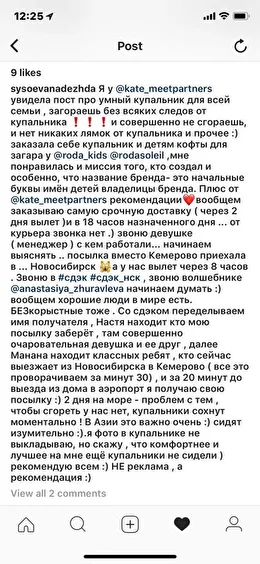 12:25
Post
9 likes
sysoevanadezhda Я у @kate_meetpartners
увидела пост про умный купальник для всей
семьи , загораешь без всяких следов от
купальника ❗❗❗и совершенно не сгораешь,
и нет никаких лямок от купальника и прочее :)
заказала себе купальник и детям кофты для
загара у @roda_kids @rodasoleil ,мне
понравилась и миссия того, кто создал и
особенно, что название бренда- это начальные
буквы имён детей владелицы бренда. Плюс от
@kate_meetpartners рекомендации❤️вообщем
заказываю самую срочную доставку ( через 2
дня вылет )и в 18 часов назначенного дня ... от
курьера звонка нет .) звоню девушке
( менеджер ) с кем работали... начинаем
выяснять .. посылка вместо Кемерово приехала
в ... Новосибирск 🙀а у нас вылет через 8 часов
. Звоню в #сдэк #сдэк_нск , звоню волшебнике
@anastasiya_zhuravleva начинаем думать :)
вообщем хорошие люди в мире есть.
БЕЗкорыстные тоже . Со сдэком переделываем
имя получателя , Настя находит кто мою
посылку заберёт , там совершенно
очаровательная девушка и ее друг , далее
Манана находит классных ребят , кто сейчас
выезжает из Новосибирска в Кемерово ( все это
проворачиваем за минут 30) , и за 20 минут до
выезда из дома в аэропорт я получаю свою
посылку :) 2 дня на море - проблем с тем ,
чтобы сгореть у нас нет, купальники сохнут
моментально ! В Азии это важно очень :) сидят
изумительно :).я фото в купальнике не
выкладываю, но скажу , что комфортнее и
лучшее на мне ещё купальники не сидели )
рекомендую всем :) НЕ реклама , а
рекомендация :)
View all 2 comments